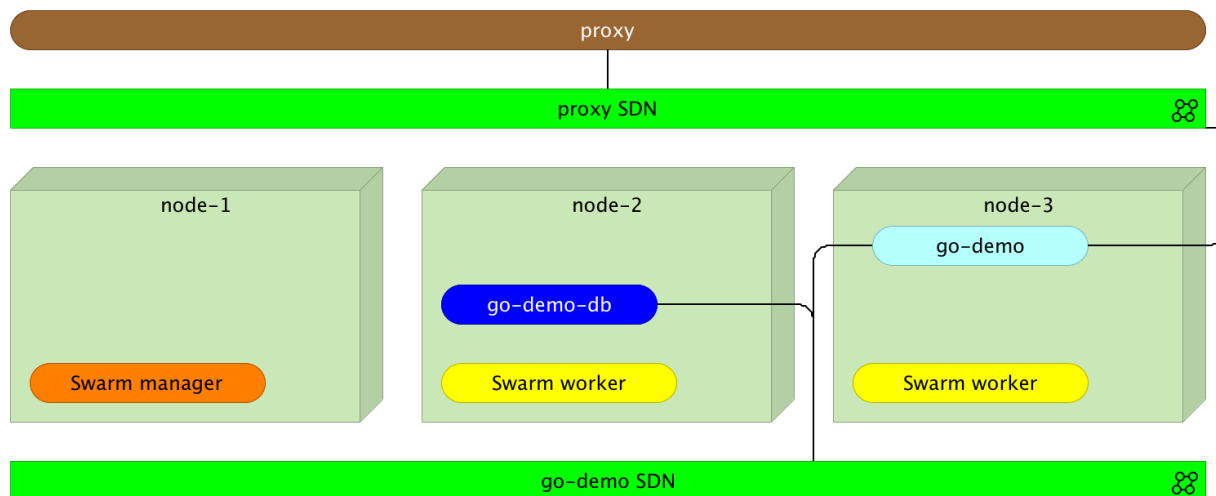 proxy
proxy SDN
node-1
node-2
node-3
go-demo
go-demo-db
Swarm manager
Swarm worker
Swarm worker
go-demo SDN